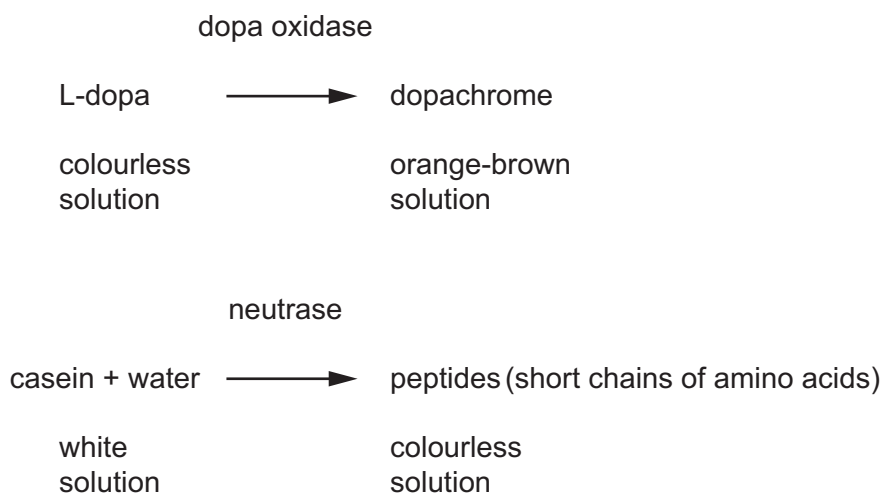 dopa oxidase
L-dopa dopachrome
colourless orange-brown
solution solution
neutrase
casein + water peptides (short chains of amino acids)
white colourless
solution solution